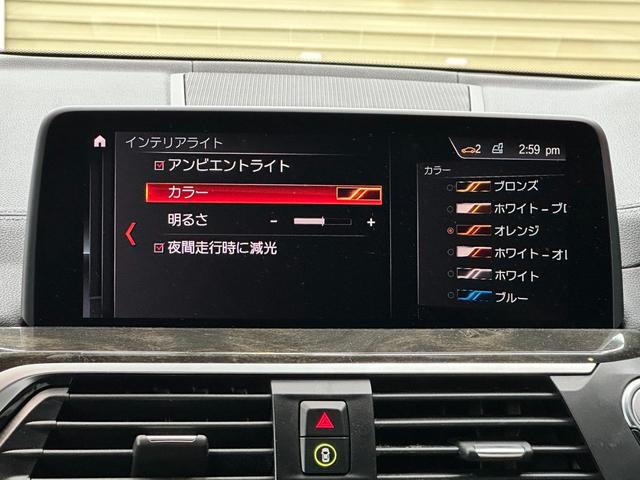 インテリアライト
2 2:59 pm
アンビエントライト
カラー
明るさ - +
夜間走行時に減光
カラー
ブロンズ
ホワイト-ブ
オレンジ
ホワイト-オ
ホワイト
ブルー